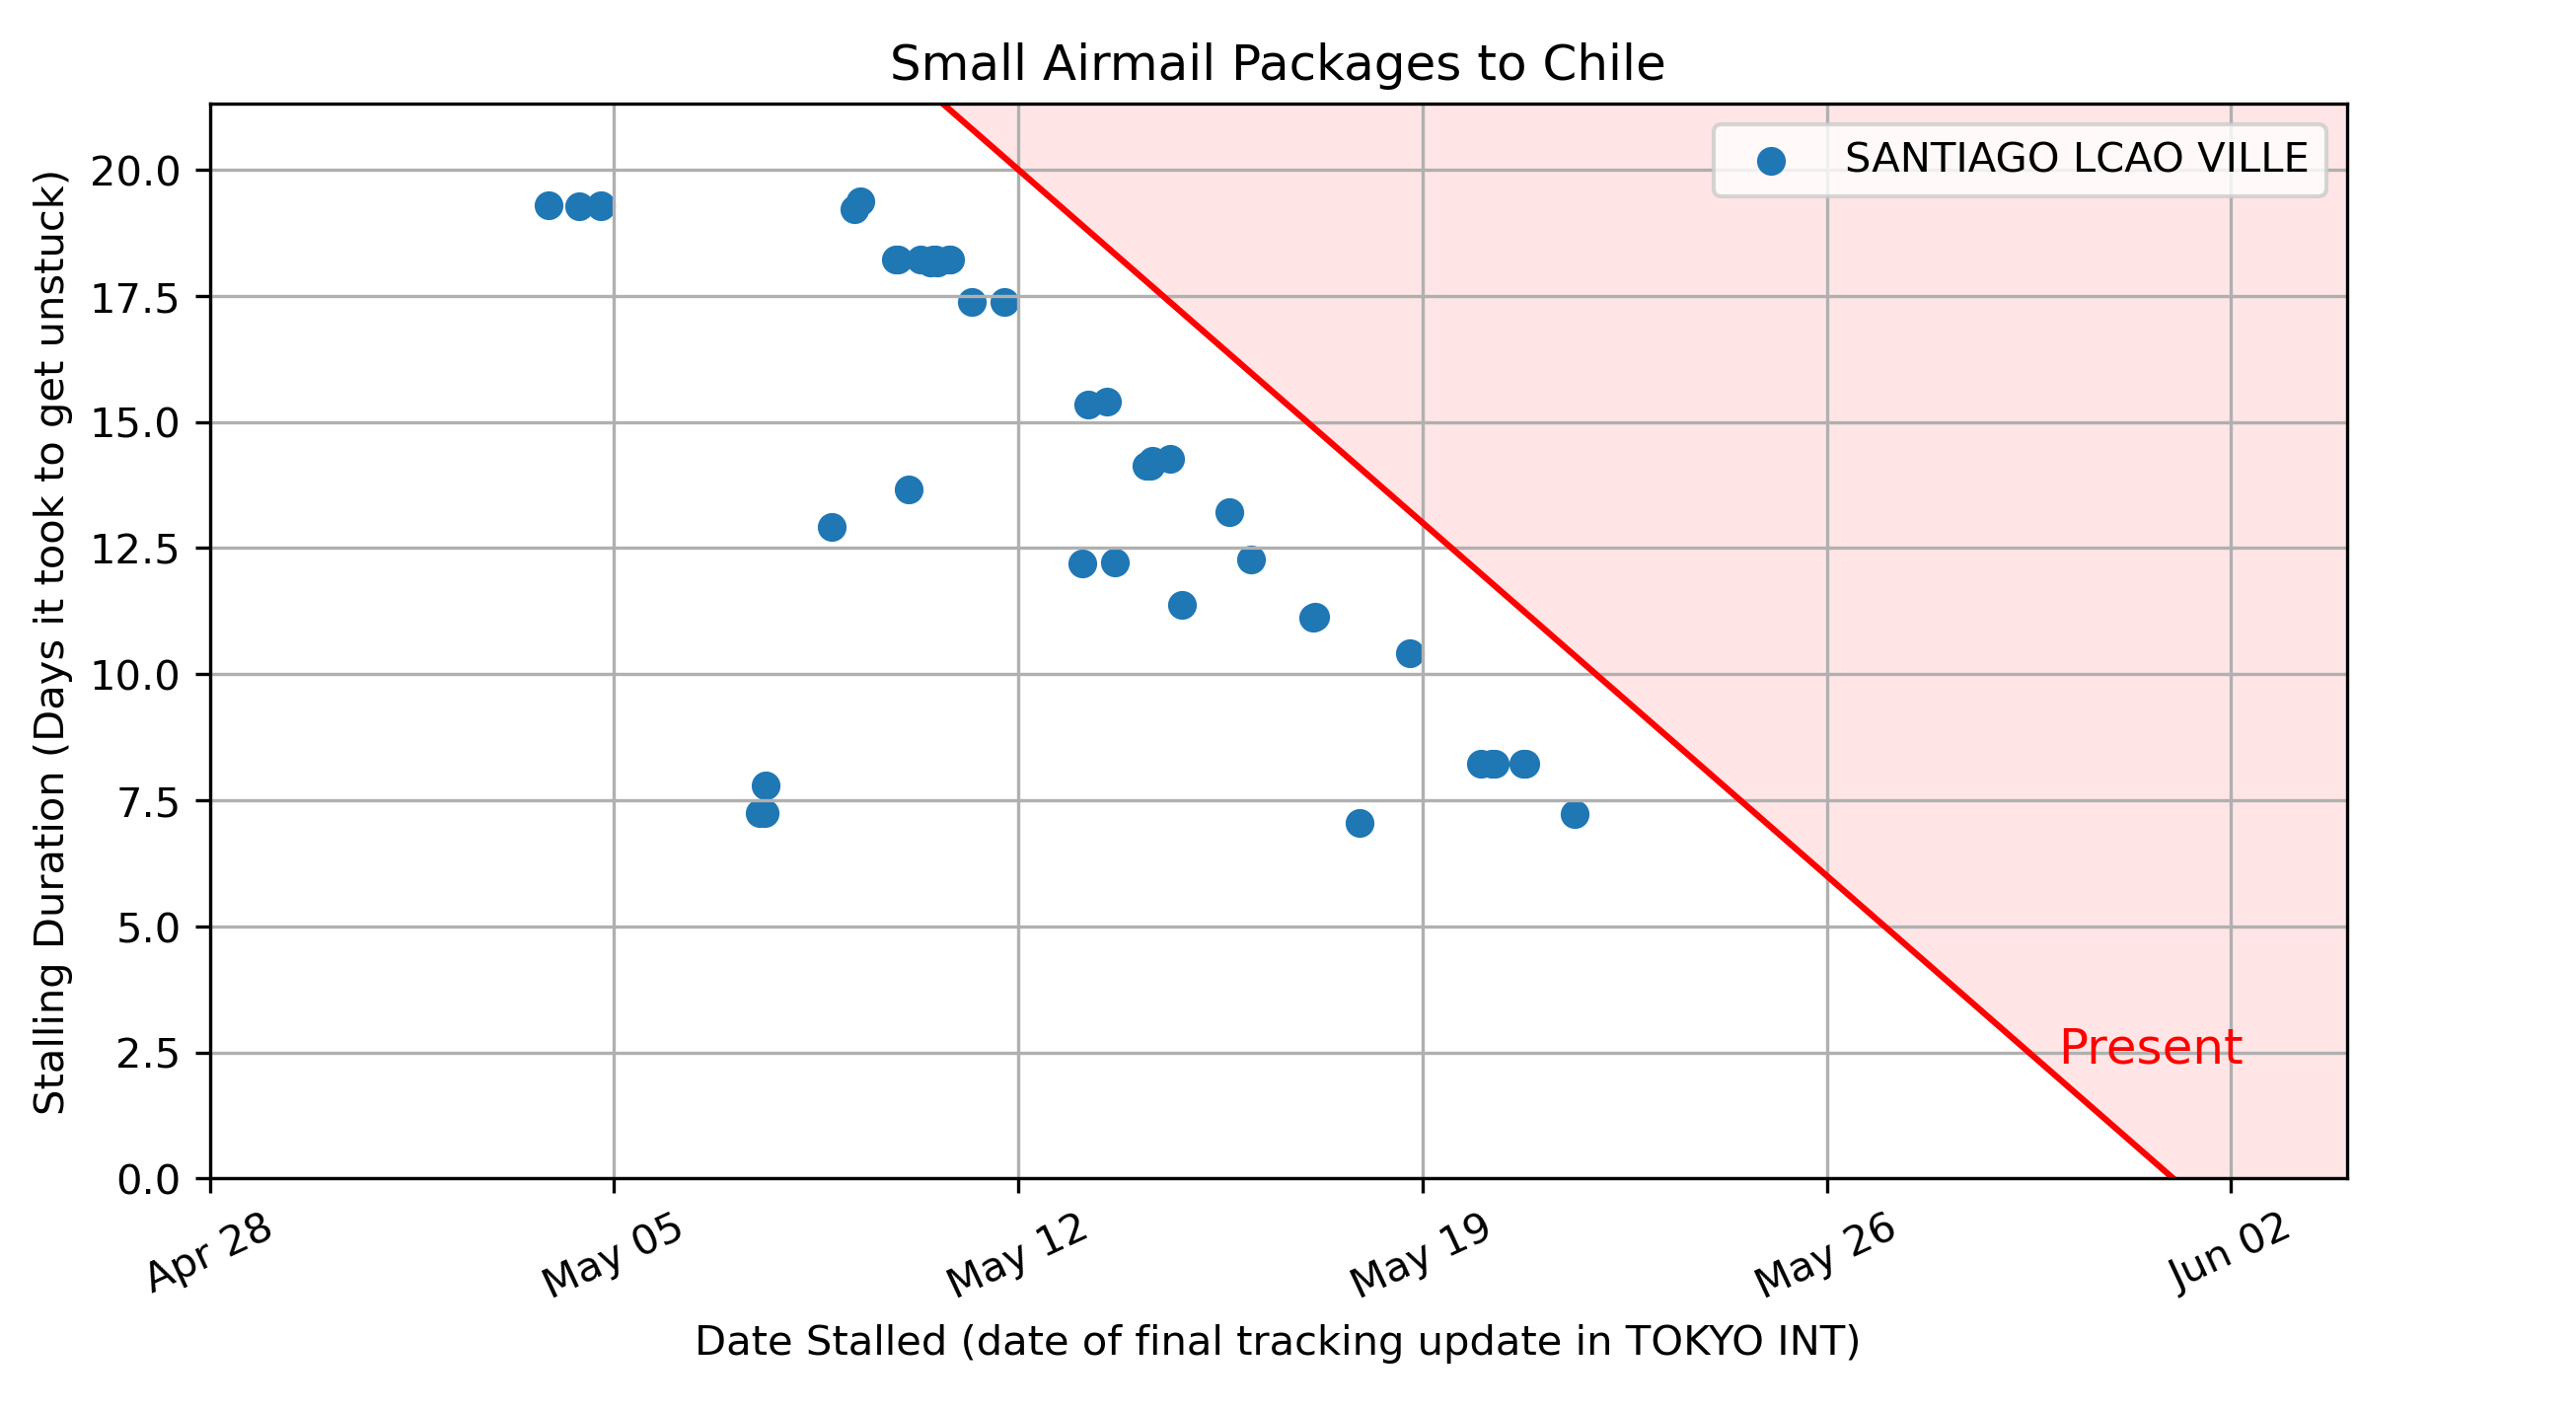 Small Airmail Packages to Chile
SANTIAGO LCAO VILLE
Stalling Duration (Days it took to get unstuck)
20.0
17.5
15.0
12.5
10.0
7.5
5.0
2.5
0.0
Present
Apr 28
May 05
May 12
May 19
May 26
Jun 02
Date Stalled (date of final tracking update in TOKYO INT)